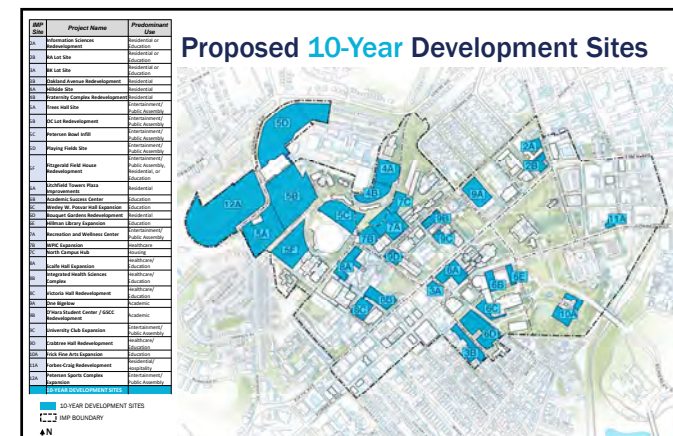 Proposed 10-Year Development Sites
IMP Site Project Name Predominant Use
2A Information Sciences Redevelopment Residential or Education
2B RA Lot Site Residential or Education
3A BK Lot Site Residential or Education
3B Oakland Avenue Redevelopment Residential
4A Hillside Site Residential
4B Fraternity Complex Redevelopment Residential
5A Trees Hall Site Entertainment/ Public Assembly
5B OC Lot Redevelopment Entertainment/ Public Assembly
5C Petersen Bowl Infill Entertainment/ Public Assembly
5D Playing Fields Site Entertainment/ Public Assembly
5F Fitzgerald Field House Redevelopment Entertainment/ Public Assembly, Residential, or Education
6A Litchfield Towers Plaza Improvements Residential
6B Academic Success Center Education
6C Wesley W. Posvar Hall Expansion Education
6D Bouquet Gardens Redevelopment Residential
6E Hillman Library Expansion Education
7A Recreation and Wellness Center Entertainment/ Public Assembly
7B WPIC Expansion Healthcare
7C North Campus Hub Housing
8A Scaife Hall Expansion Healthcare/ Education
8B Integrated Health Sciences Complex Healthcare/ Education
8C Victoria Hall Redevelopment Healthcare/ Education
9A One Bigelow Academic
9B O'Hara Student Center / GSCC Redevelopment Academic
9C University Club Expansion Entertainment/ Public Assembly
9D Crabtree Hall Redevelopment Healthcare/ Education
10A Frick Fine Arts Expansion Education
11A Forbes-Craig Redevelopment Residential/ Hospitality
12A Petersen Sports Complex Expansion Entertainment/ Public Assembly
10-YEAR DEVELOPMENT SITES
10-YEAR DEVELOPMENT SITES
IMP BOUNDARY
N
5D
12A
5B
5A
5F
5C
4A
4B
7C
7A
7B
9D
8A
9A
9B
9C
2A
2B
11A
6A
3A
6B
6E
6D
3B
10A